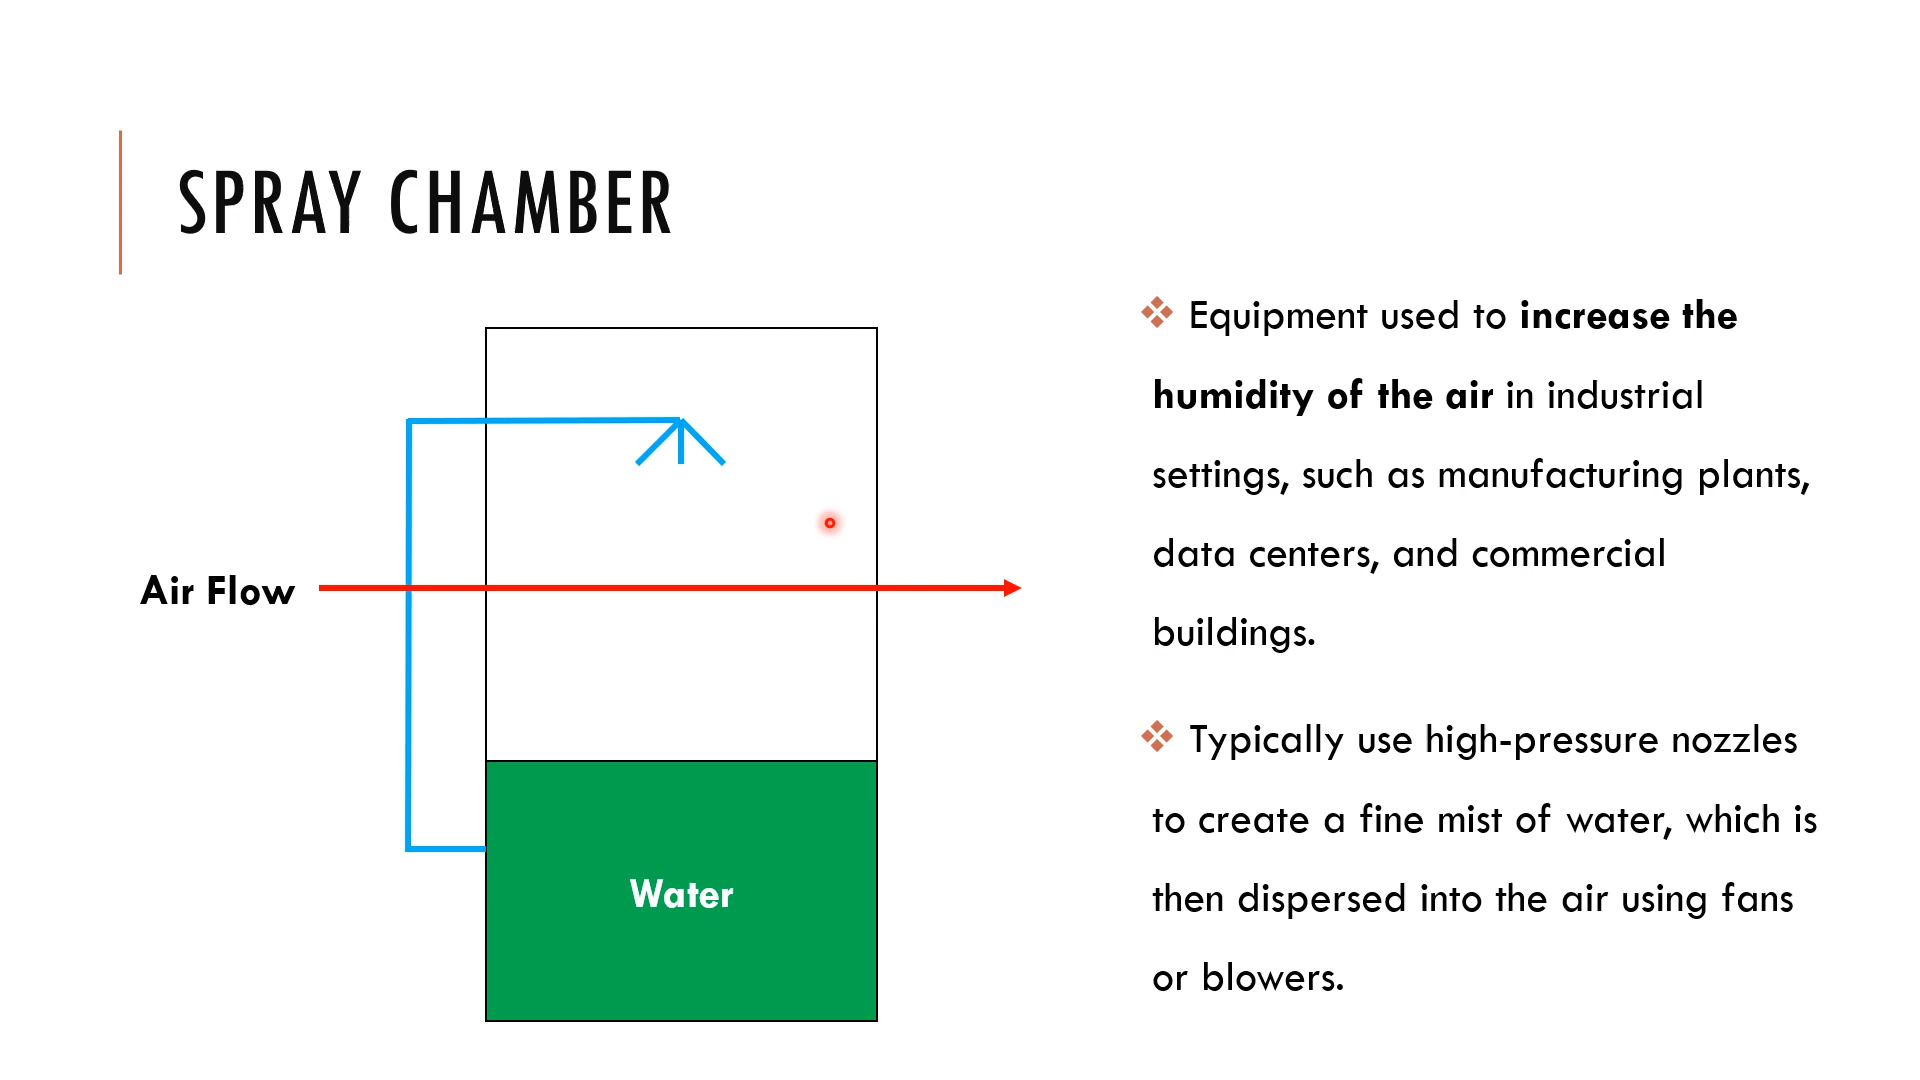 SPRAY CHAMBER
Air Flow
Water
Equipment used to increase the
humidity of the air in industrial
settings, such as manufacturing plants,
data centers, and commercial
buildings.
Typically use high-pressure nozzles
to create a fine mist of water, which is
then dispersed into the air using fans
or blowers.